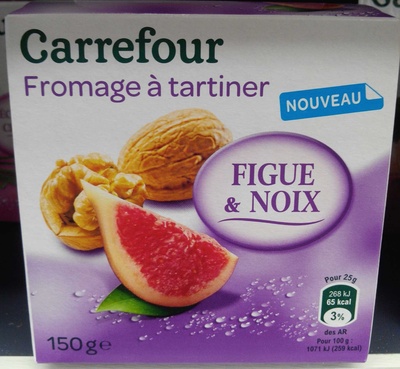 Carrefour
Fromage à tartiner
NOUVEAU
FIGUE
& NOIX
Pour 25g
268 kJ
65 kcal
3%
des AR
Pour 100 g :
1071 kJ (259 kcal)
150g e